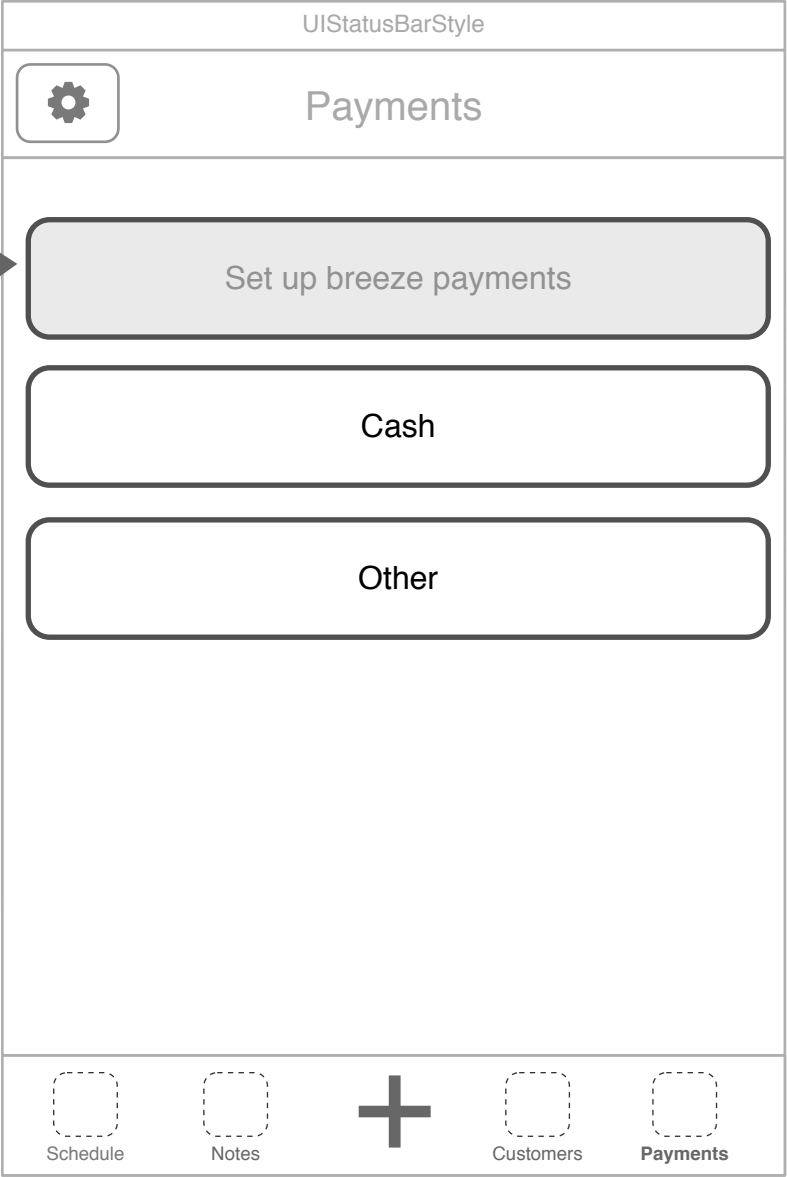 UIStatusBarStyle
Payments
Set up breeze payments
Cash
Other
Schedule
Notes
Customers
Payments